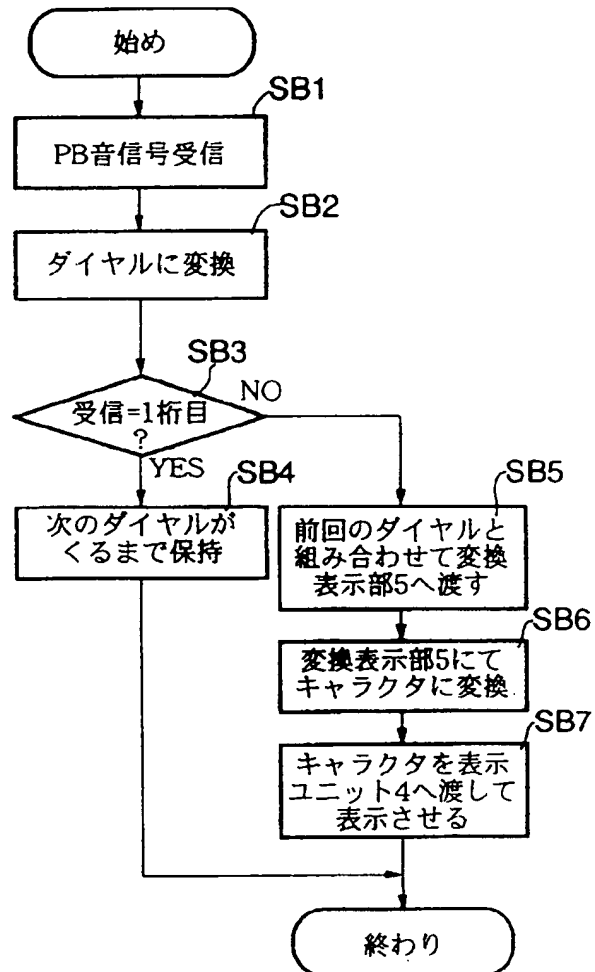 始め
SB1
PB音信号受信
SB2
ダイヤルに変換
SB3
受信=1桁目
?
NO
YES
SB4
次のダイヤルが
くるまで保持
SB5
前回のダイヤルと
組み合わせて変換
表示部5へ渡す
SB6
変換表示部5にて
キャラクタに変換
SB7
キャラクタを表示
ユニット4へ渡して
表示させる
終わり